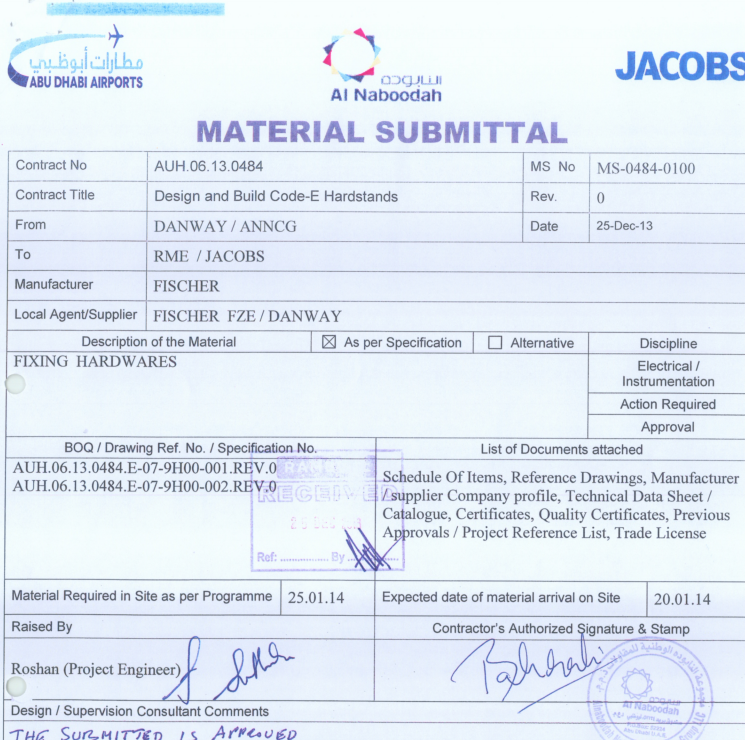 مطارات أبوظبي
ABU DHABI AIRPORTS
النابودة
Al Naboodah
JACOBS
MATERIAL SUBMITTAL
Contract No AUH.06.13.0484 MS No MS-0484-0100
Contract Title Design and Build Code-E Hardstands Rev. 0
From DANWAY / ANNCG Date 25-Dec-13
To RME / JACOBS
Manufacturer FISCHER
Local Agent/Supplier FISCHER FZE / DANWAY
Description of the Material ☒ As per Specification ☐ Alternative Discipline
FIXING HARDWARES
Electrical /
Instrumentation
Action Required
Approval
BOQ / Drawing Ref. No. / Specification No. List of Documents attached
AUH.06.13.0484.E-07-9H00-001.REV.0
AUH.06.13.0484.E-07-9H00-002.REV.0
RECEIVED
Ref: ................ By
Schedule Of Items, Reference Drawings, Manufacturer
/ supplier Company profile, Technical Data Sheet /
Catalogue, Certificates, Quality Certificates, Previous
Approvals / Project Reference List, Trade License
Material Required in Site as per Programme 25.01.14 Expected date of material arrival on Site 20.01.14
Raised By Contractor's Authorized Signature & Stamp
Roshan (Project Engineer)
النابودة
Al Naboodah
Design / Supervision Consultant Comments
THE SUBMITTED IS APPROVED